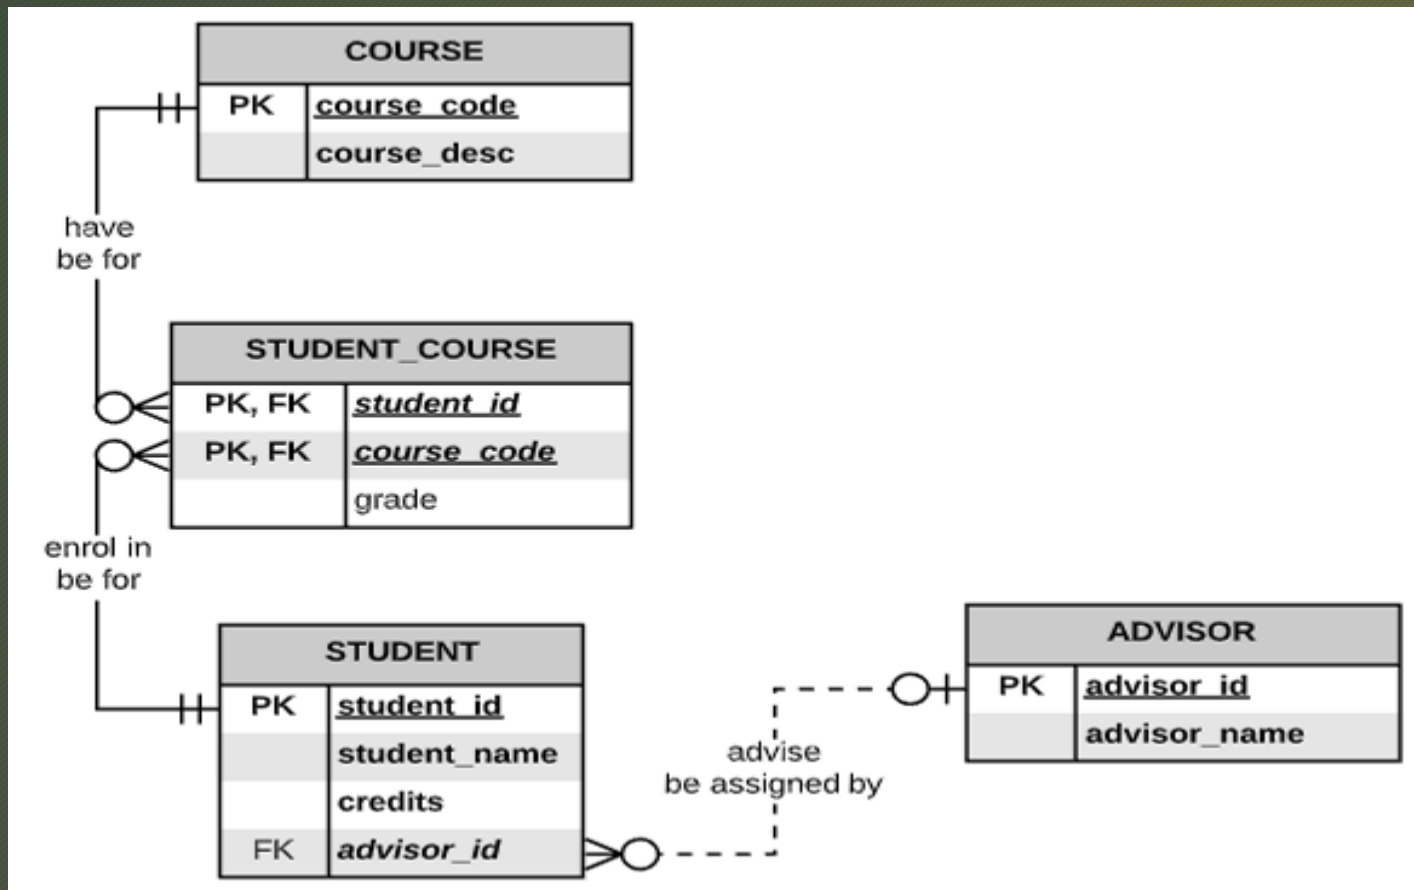 COURSE
PK course_code
course_desc
have
be for
STUDENT_COURSE
PK, FK student_id
PK, FK course_code
grade
enrol in
be for
STUDENT
PK student_id
student_name
credits
FK advisor_id
advise
be assigned by
ADVISOR
PK advisor_id
advisor_name